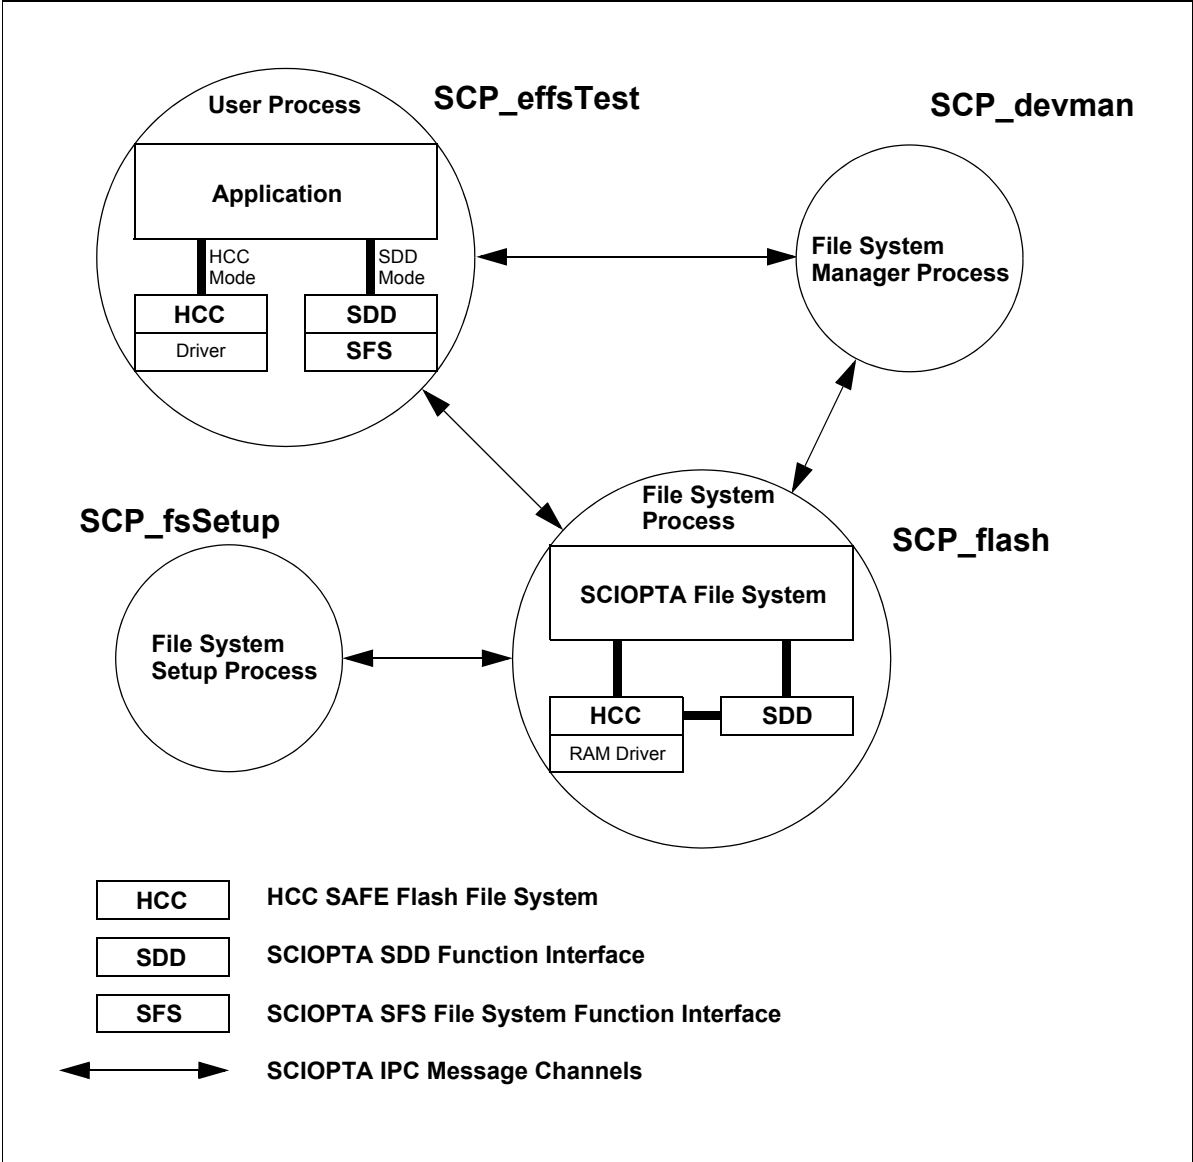 User Process
SCP_effsTest
SCP_devman
Application
HCC
Mode
SDD
Mode
HCC
Driver
SDD
SFS
File System
Manager Process
SCP_fsSetup
File System
Setup Process
File System
Process
SCP_flash
SCIOPTA File System
HCC
RAM Driver
SDD
HCC
HCC SAFE Flash File System
SDD
SCIOPTA SDD Function Interface
SFS
SCIOPTA SFS File System Function Interface
SCIOPTA IPC Message Channels